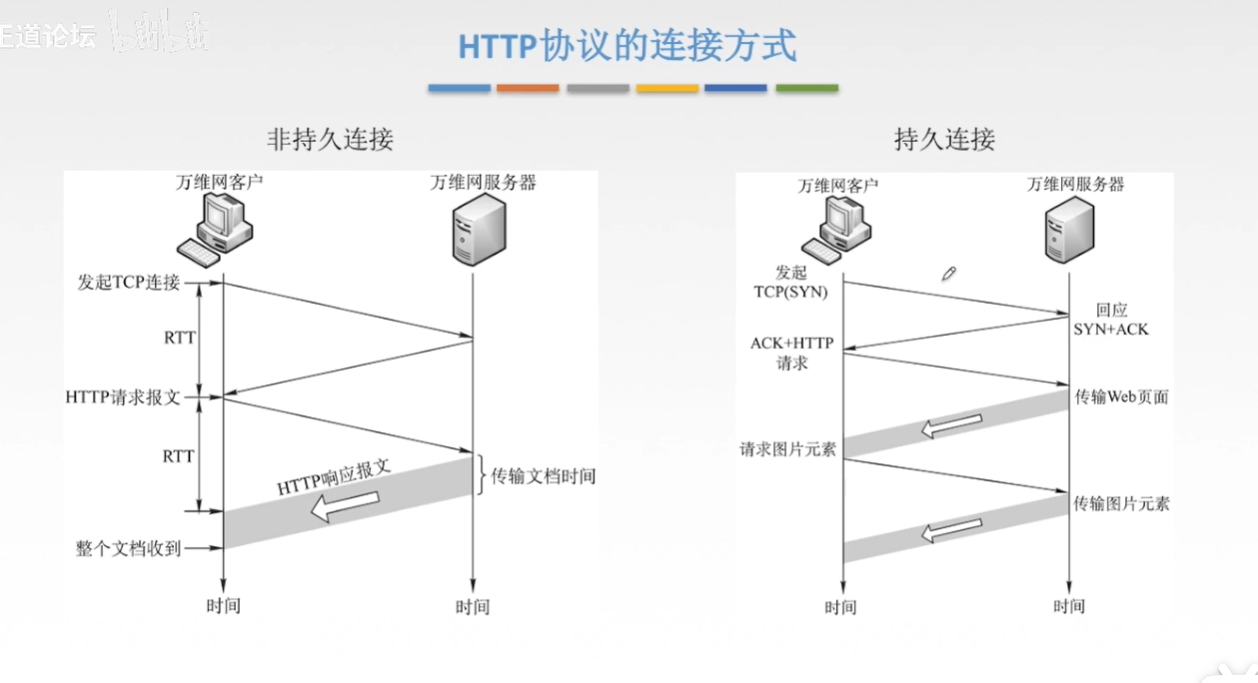 王道论坛 bilibili
HTTP协议的连接方式
非持久连接
万维网客户
万维网服务器
发起TCP连接
RTT
HTTP请求报文
RTT
HTTP响应报文
传输文档时间
整个文档收到
时间
时间
持久连接
万维网客户
万维网服务器
发起
TCP(SYN)
回应
SYN+ACK
ACK+HTTP
请求
传输Web页面
请求图片元素
传输图片元素
时间
时间